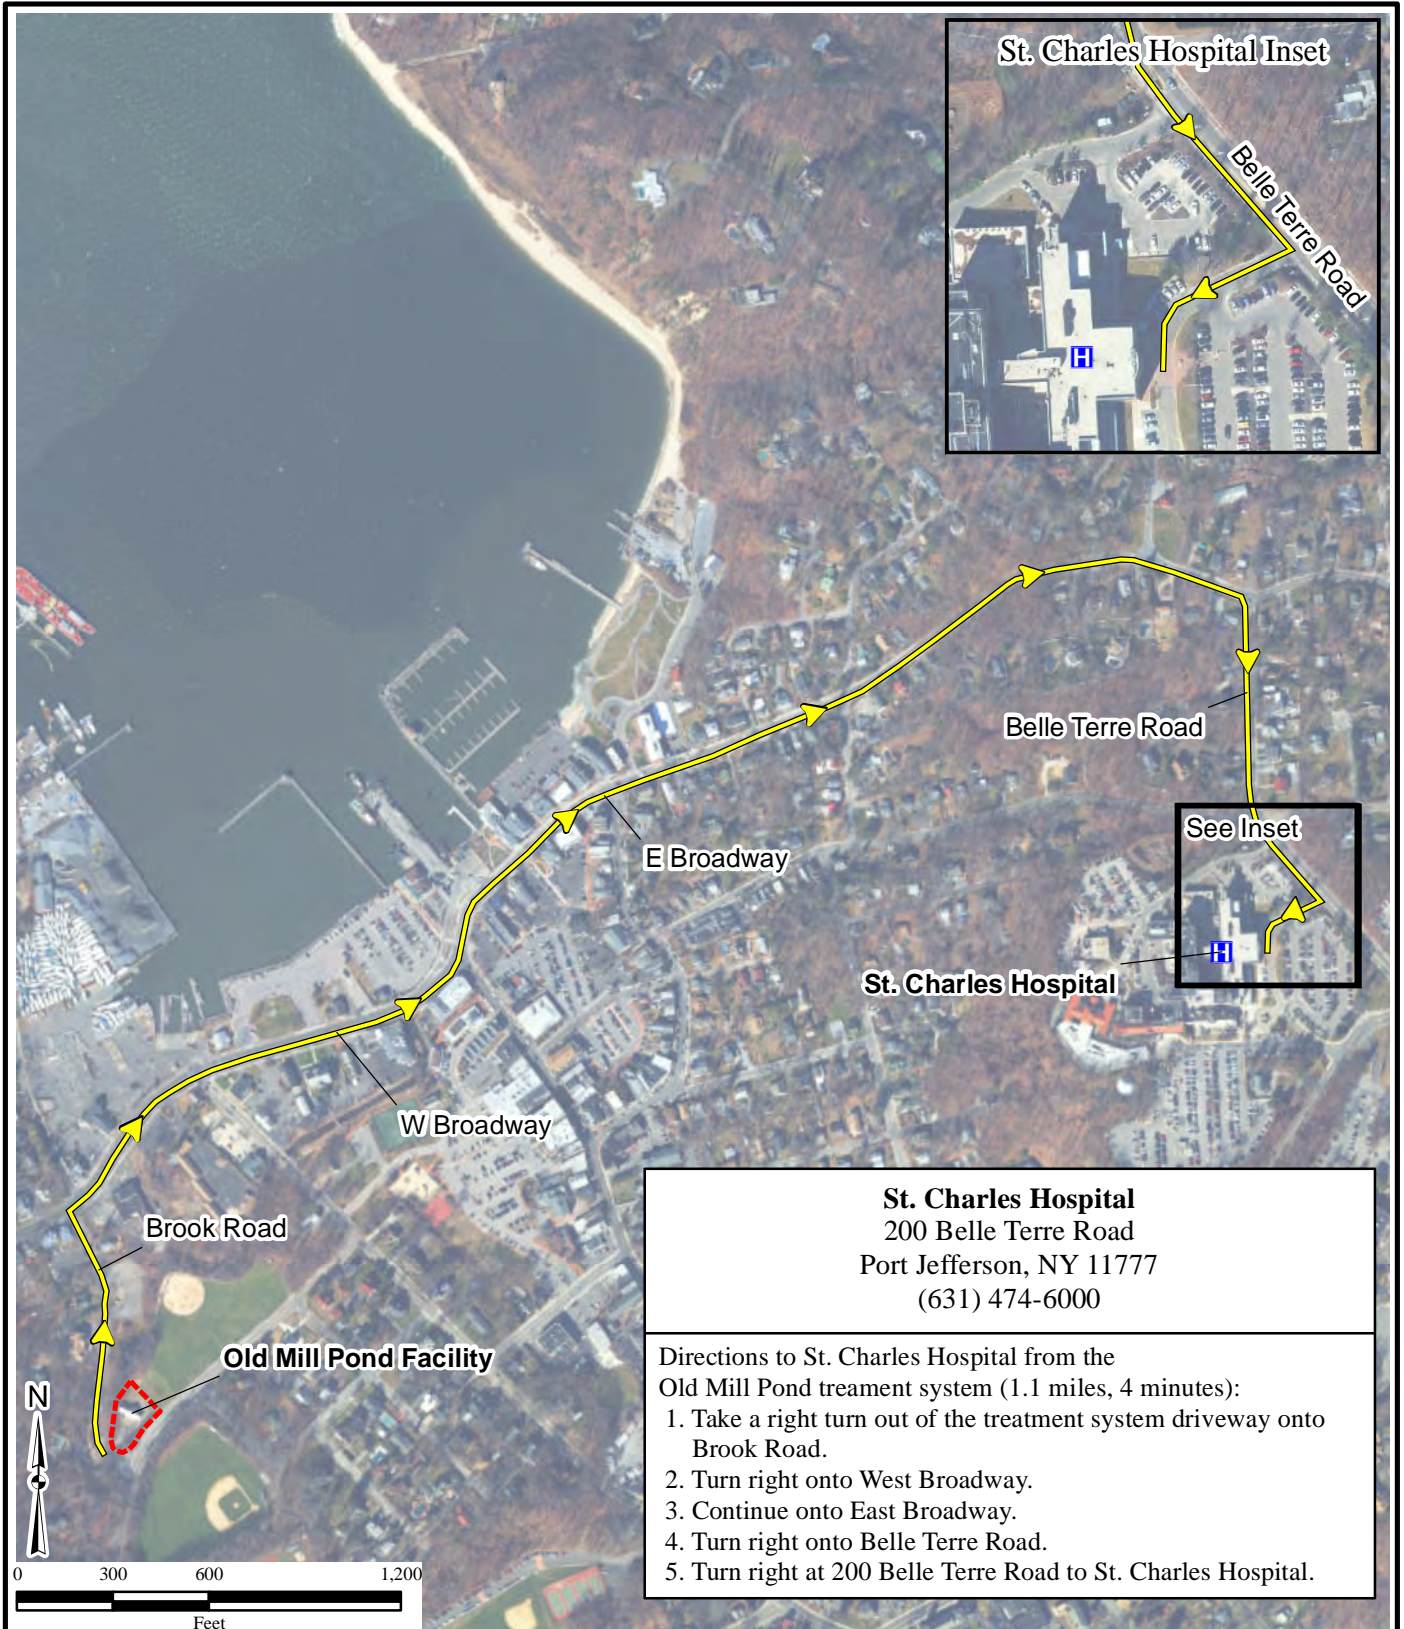 St. Charles Hospital Inset
Belle Terre Road
H
Belle Terre Road
See Inset
E Broadway
H
St. Charles Hospital
W Broadway
Brook Road
Old Mill Pond Facility
N
0 300 600 1,200
Feet
St. Charles Hospital
200 Belle Terre Road
Port Jefferson, NY 11777
(631) 474-6000
Directions to St. Charles Hospital from the
Old Mill Pond treament system (1.1 miles, 4 minutes):
1. Take a right turn out of the treatment system driveway onto
Brook Road.
2. Turn right onto West Broadway.
3. Continue onto East Broadway.
4. Turn right onto Belle Terre Road.
5. Turn right at 200 Belle Terre Road to St. Charles Hospital.